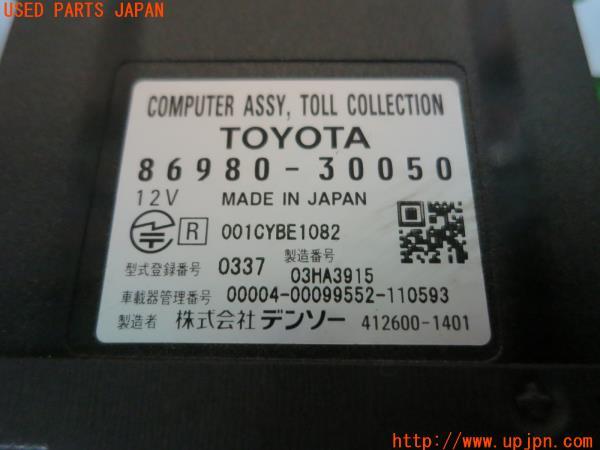 USED PARTS JAPAN
COMPUTER ASSY, TOLL COLLECTION
TOYOTA
86980-30050
12V MADE IN JAPAN
R 001CYBE1082
型式登録番号 0337 製造番号 03HA3915
車載器管理番号 00004-00099552-110593
製造者 株式会社デンソー 412600-1401
http://www.upjpn.com/